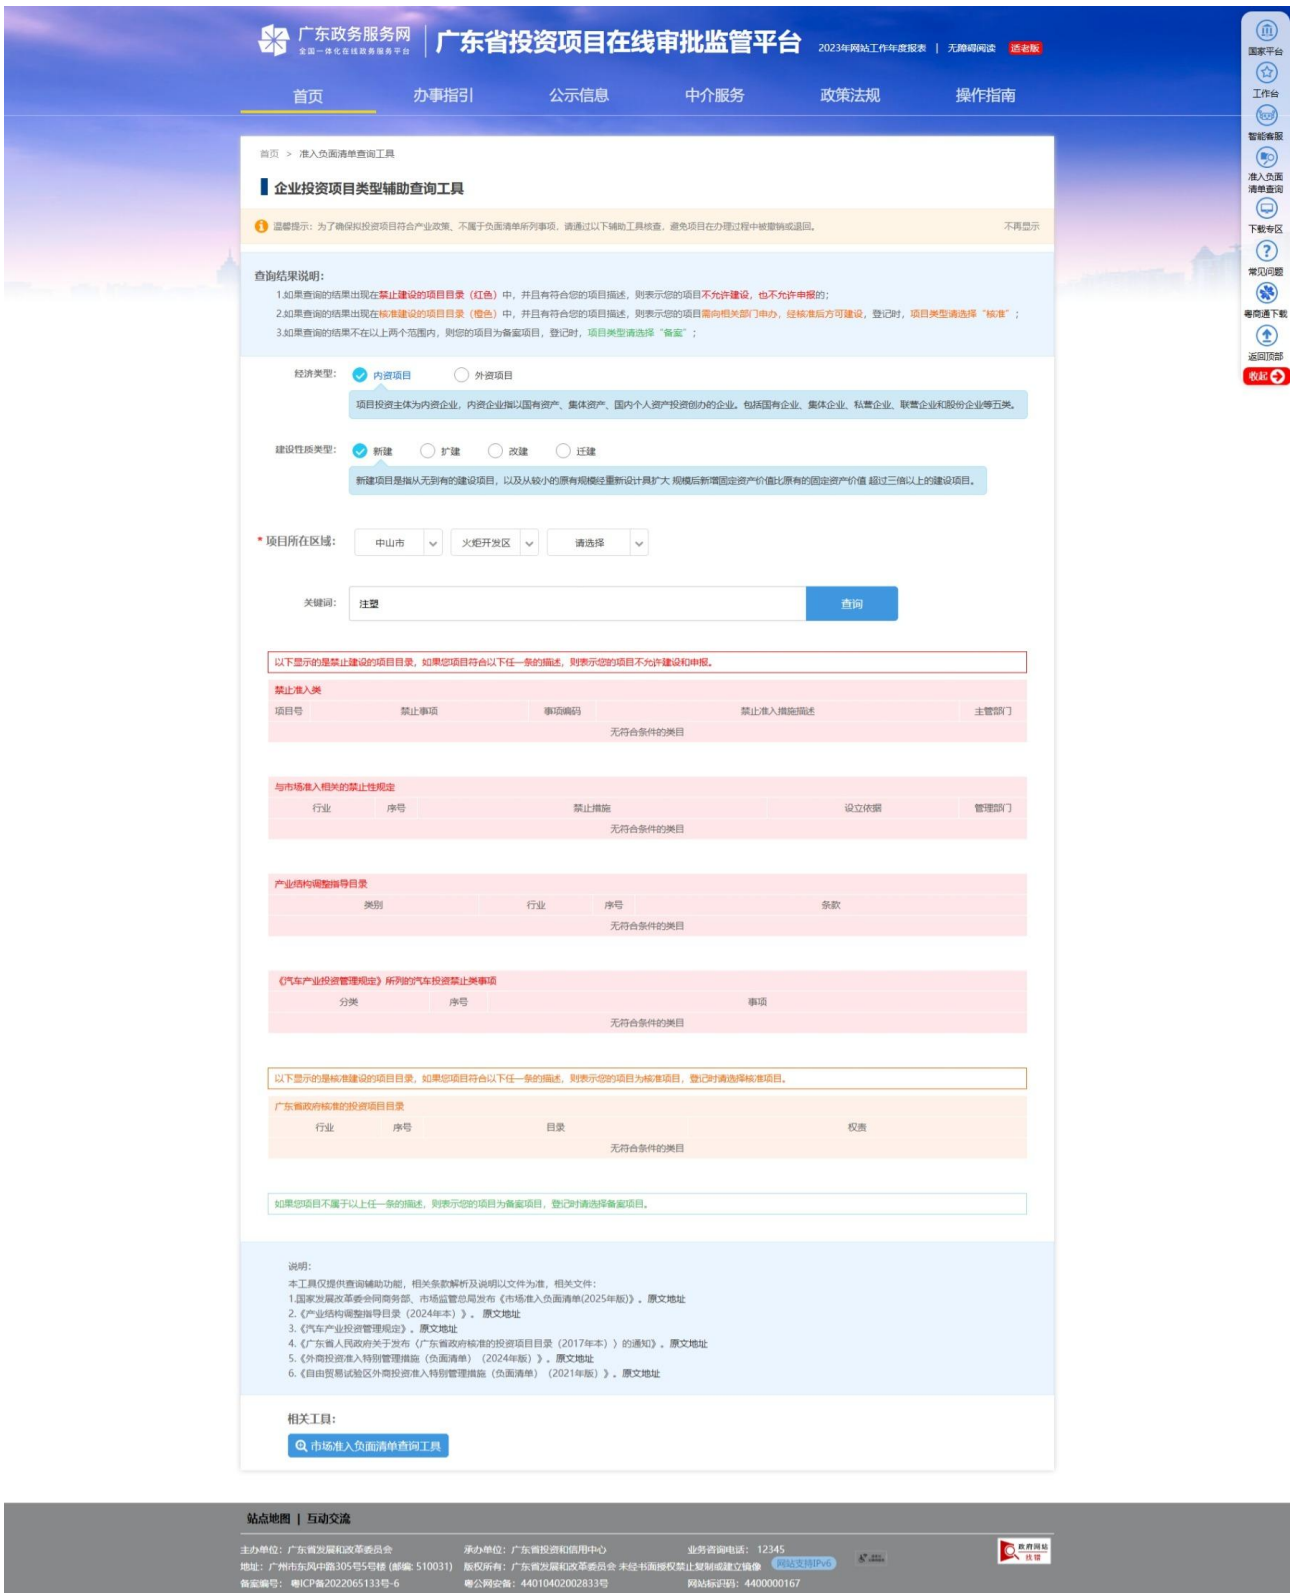 广东政务服务网
全国一体化在线政务服务平台
广东省投资项目在线审批监管平台
2023年网站工作年度报表 | 无障碍阅读 适老版
首页 办事指引 公示信息 中介服务 政策法规 操作指南
国家平台
工作台
智能客服
准入负面
清单查询
下载专区
常见问题
粤商通下载
返回顶部
收起
首页 > 准入负面清单查询工具
企业投资项目类型辅助查询工具
温馨提示：为了确保拟投资项目符合产业政策、不属于负面清单所列事项，请通过以下辅助工具核查，避免项目在办理过程中被撤销或退回。 不再显示
查询结果说明：
1.如果查询的结果出现在禁止建设的项目目录（红色）中，并且有符合您的项目描述，则表示您的项目不允许建设，也不允许申报的；
2.如果查询的结果出现在核准建设的项目目录（橙色）中，并且有符合您的项目描述，则表示您的项目需向相关部门申办，经核准后方可建设，登记时，项目类型请选择“核准”；
3.如果查询的结果不在以上两个范围内，则您的项目为备案项目，登记时，项目类型请选择“备案”；
经济类型： 内资项目 外资项目
项目投资主体为内资企业，内资企业指以国有资产、集体资产、国内个人资产投资创办的企业。包括国有企业、集体企业、私营企业、联营企业和股份企业等五类。
建设性质类型： 新建 扩建 改建 迁建
新建项目是指从无到有的建设项目，以及从较小的原有规模经重新设计具扩大 规模后新增固定资产价值比原有的固定资产价值 超过三倍以上的建设项目。
* 项目所在区域： 中山市 火炬开发区 请选择
关键词： 注塑 查询
以下显示的是禁止建设的项目目录，如果您项目符合以下任一条的描述，则表示您的项目不允许建设和申报。
禁止准入类
项目号 禁止事项 事项编码 禁止准入措施描述 主管部门
无符合条件的类目
与市场准入相关的禁止性规定
行业 序号 禁止措施 设立依据 管理部门
无符合条件的类目
产业结构调整指导目录
类别 行业 序号 条款
无符合条件的类目
《汽车产业投资管理规定》所列的汽车投资禁止类事项
分类 序号 事项
无符合条件的类目
以下显示的是核准建设的项目目录，如果您项目符合以下任一条的描述，则表示您的项目为核准项目，登记时请选择核准项目。
广东省政府核准的投资项目目录
行业 序号 目录 权责
无符合条件的类目
如果您项目不属于以上任一条的描述，则表示您的项目为备案项目，登记时请选择备案项目。
说明：
本工具仅提供查询辅助功能，相关条款解析及说明以文件为准，相关文件：
1.国家发展改革委会同商务部、市场监管总局发布《市场准入负面清单(2025年版)》。原文地址
2.《产业结构调整指导目录（2024年本）》。原文地址
3.《汽车产业投资管理规定》。原文地址
4.《广东省人民政府关于发布〈广东省政府核准的投资项目目录（2017年本）〉的通知》。原文地址
5.《外商投资准入特别管理措施（负面清单）（2024年版）》。原文地址
6.《自由贸易试验区外商投资准入特别管理措施（负面清单）（2021年版）》。原文地址
相关工具：
市场准入负面清单查询工具
站点地图 | 互动交流
主办单位：广东省发展和改革委员会 承办单位：广东省投资和信用中心 业务咨询电话：12345
地址：广州市东风中路305号5号楼 (邮编: 510031) 版权所有：广东省发展和改革委员会 未经书面授权禁止复制或建立镜像 网站支持IPv6
备案编号：粤ICP备2022065133号-6 粤公网安备：44010402002833号 网站标识码：4400000167
政府网站
找错